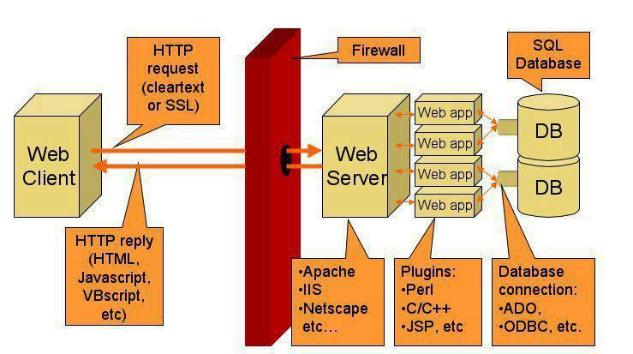 HTTP
request
(cleartext
or SSL)
Firewall
SQL
Database
Web
Client
Web
Server
Web app
Web app
Web app
Web app
DB
DB
HTTP reply
(HTML,
Javascript,
VBscript,
etc)
•Apache
•IIS
•Netscape
etc…
Plugins:
•Perl
•C/C++
•JSP, etc
Database
connection:
•ADO,
•ODBC, etc.